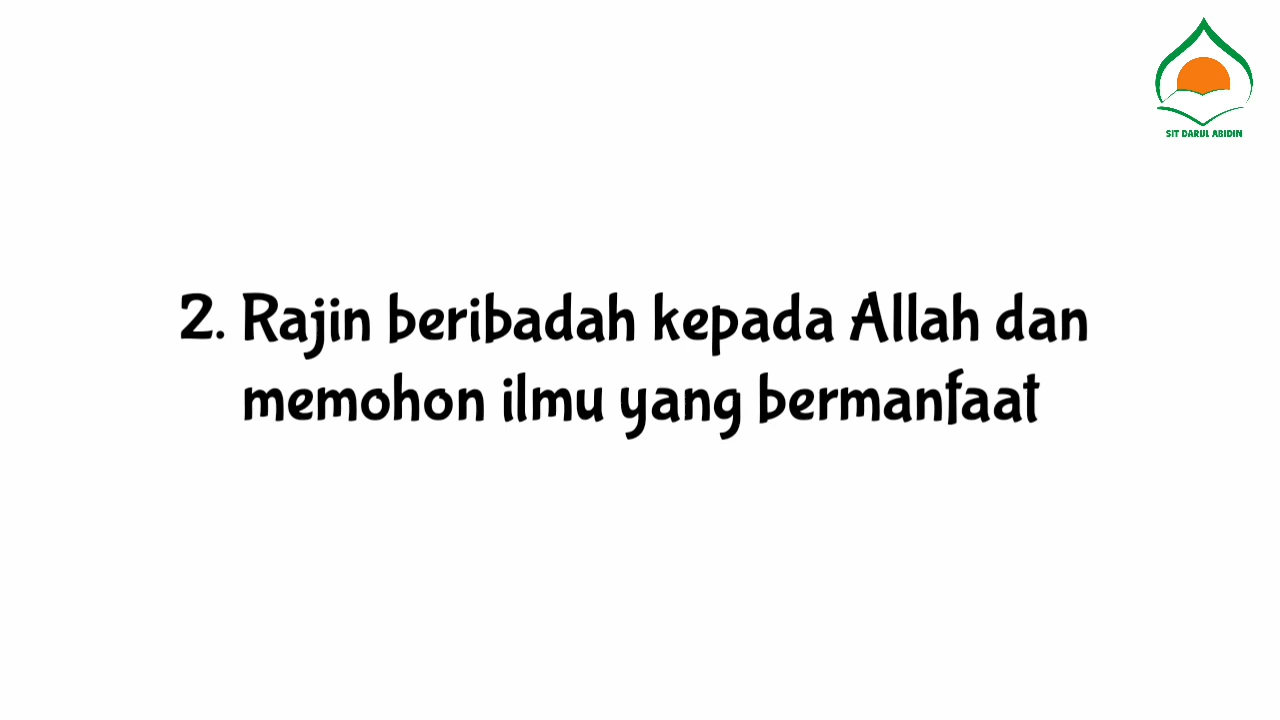 SIT DARUL ABIDIN
2. Rajin beribadah kepada Allah dan
memohon ilmu yang bermanfaat